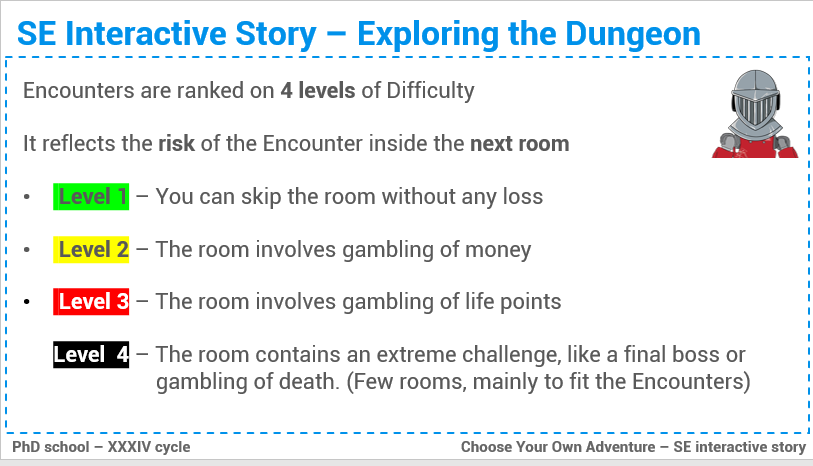 SE Interactive Story – Exploring the Dungeon
Encounters are ranked on 4 levels of Difficulty
It reflects the risk of the Encounter inside the next room
• Level 1 – You can skip the room without any loss
• Level 2 – The room involves gambling of money
• Level 3 – The room involves gambling of life points
Level 4 – The room contains an extreme challenge, like a final boss or
gambling of death. (Few rooms, mainly to fit the Encounters)
PhD school – XXXIV cycle
Choose Your Own Adventure – SE interactive story